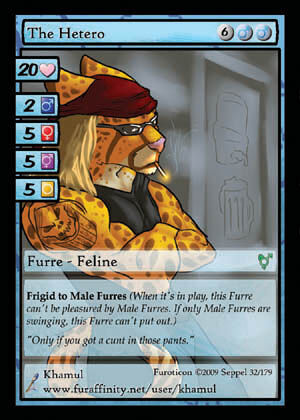 The Hetero 6
20
2
5
5
5
Furre - Feline
Frigid to Male Furres (When it's in play, this Furre
can't be pleasured by Male Furres. If only Male Furres are
swinging, this Furre can't put out.)
"Only if you got a cunt in those pants."
Khamul Furoticon ©2009 Seppel 32/179
www.furaffinity.net/user/khamul